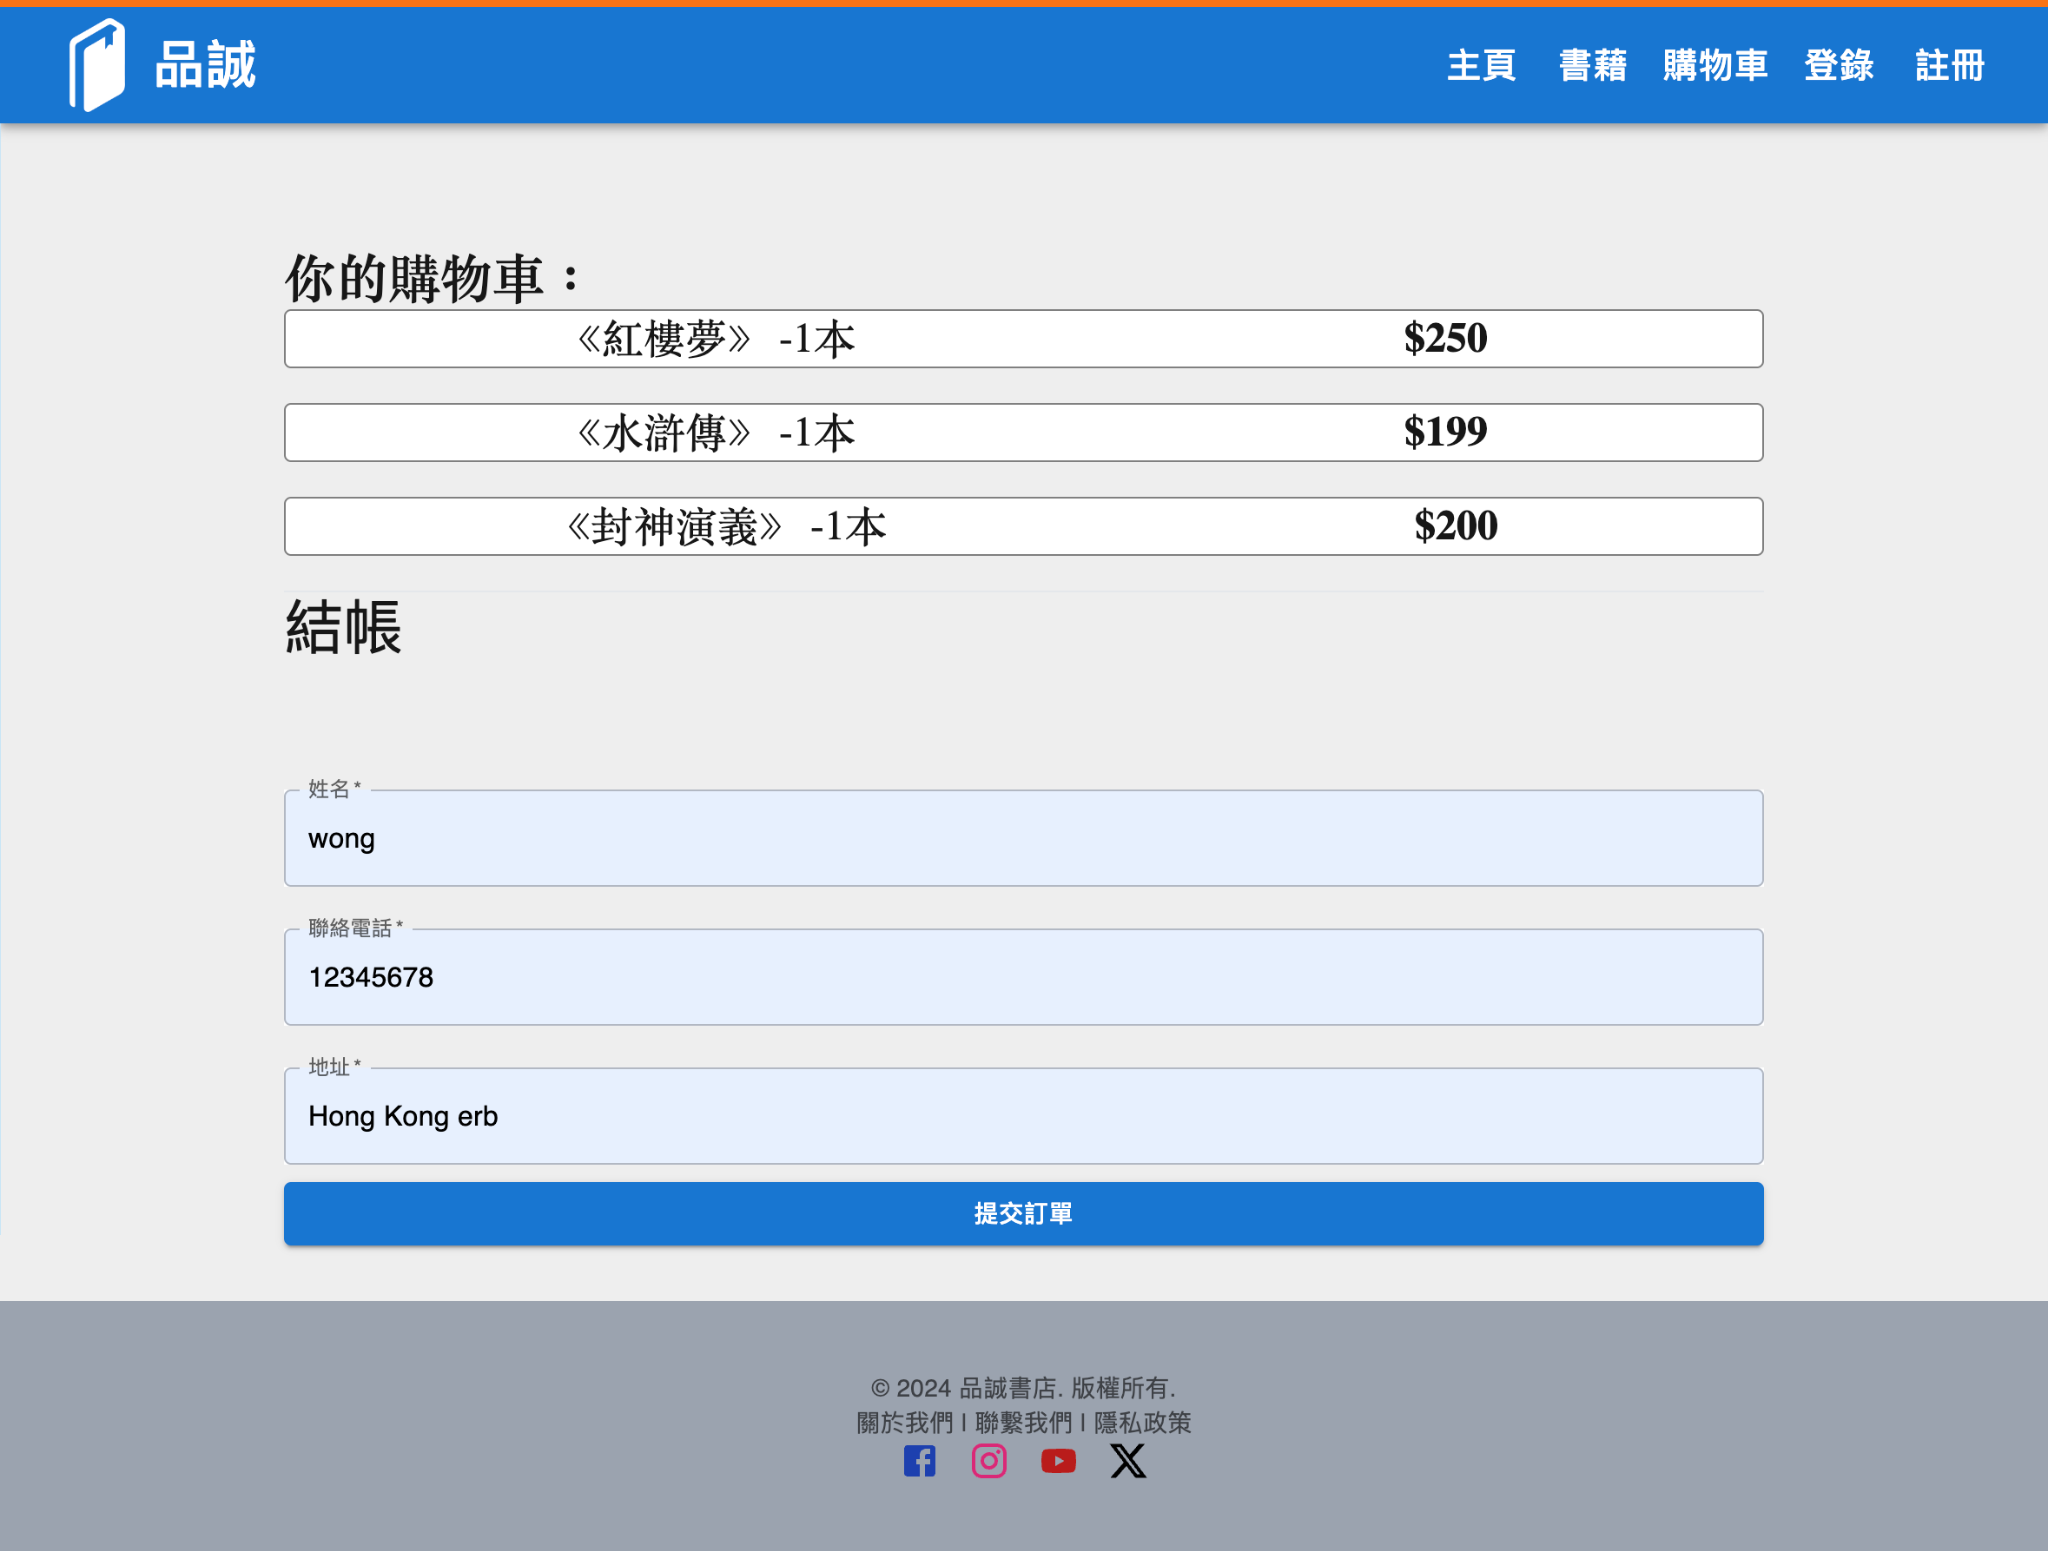 品誠
主頁 書藉 購物車 登錄 註冊
你的購物車：
《紅樓夢》 -1本 $250
《水滸傳》 -1本 $199
《封神演義》 -1本 $200
結帳
姓名 *
wong
聯絡電話 *
12345678
地址 *
Hong Kong erb
提交訂單
© 2024 品誠書店. 版權所有.
關於我們 | 聯繫我們 | 隱私政策